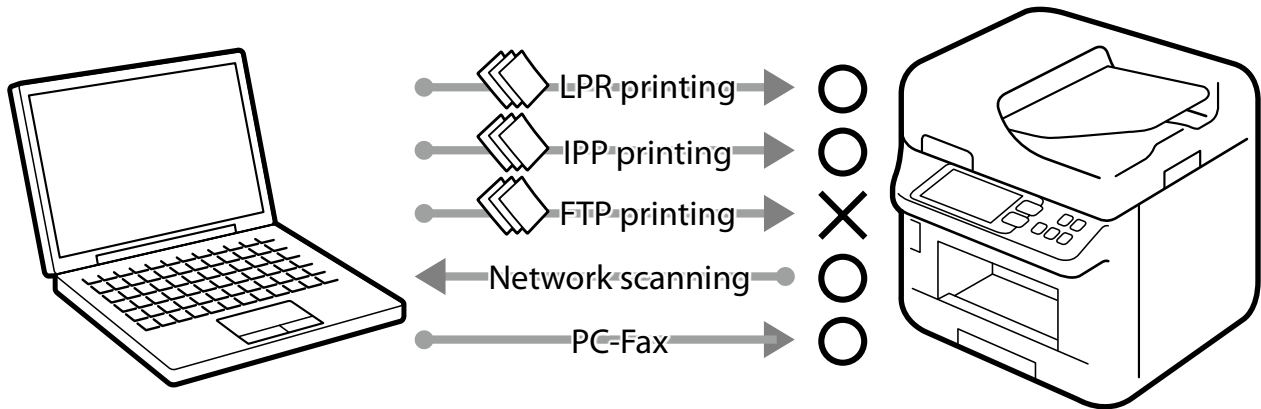 LPR printing
IPP printing
FTP printing
Network scanning
PC-Fax